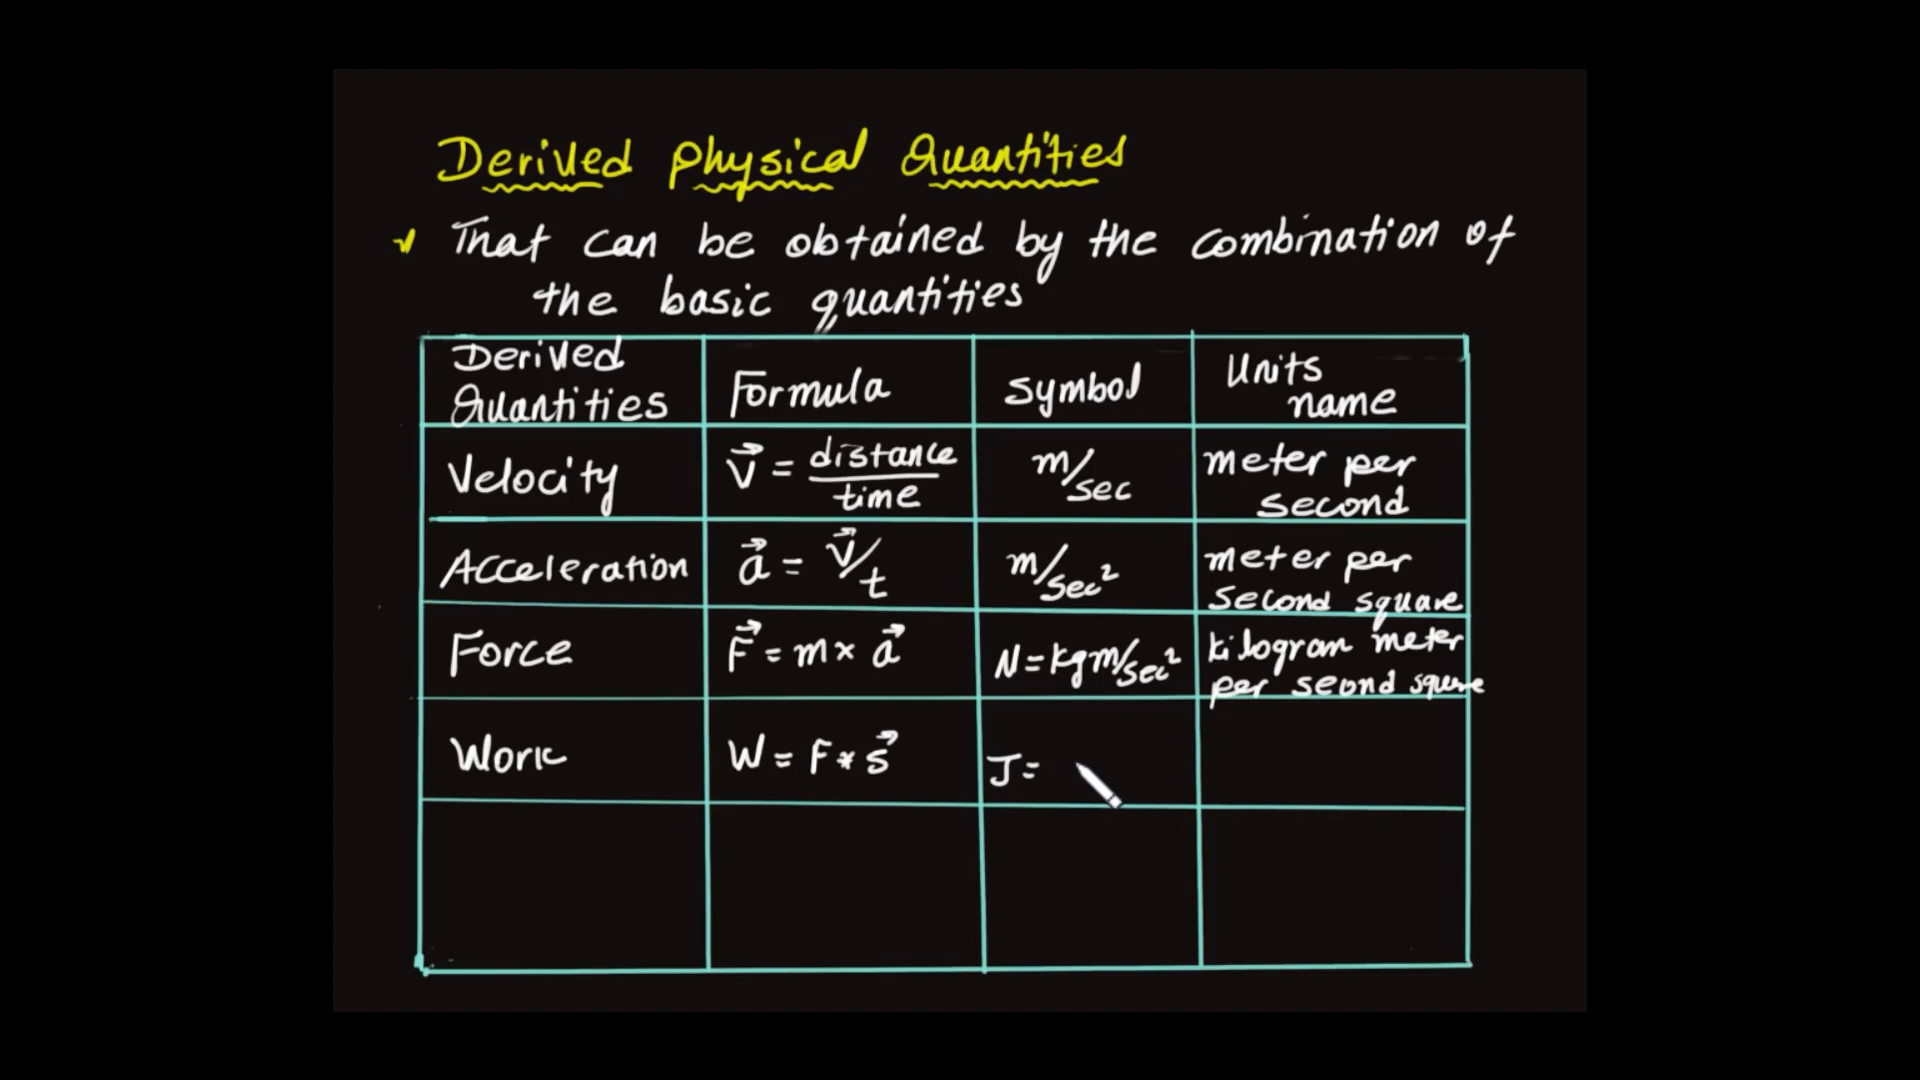 Derived Physical Quantities
✓ That can be obtained by the combination of
the basic quantities
Derived Quantities | Formula | Symbol | Units name
Velocity | v⃗ = distance/time | m/sec | meter per second
Acceleration | a⃗ = v⃗/t | m/sec² | meter per second square
Force | F⃗ = m × a⃗ | N = kgm/sec² | kilogram meter per seond square
Work | W = F * s⃗ | J =